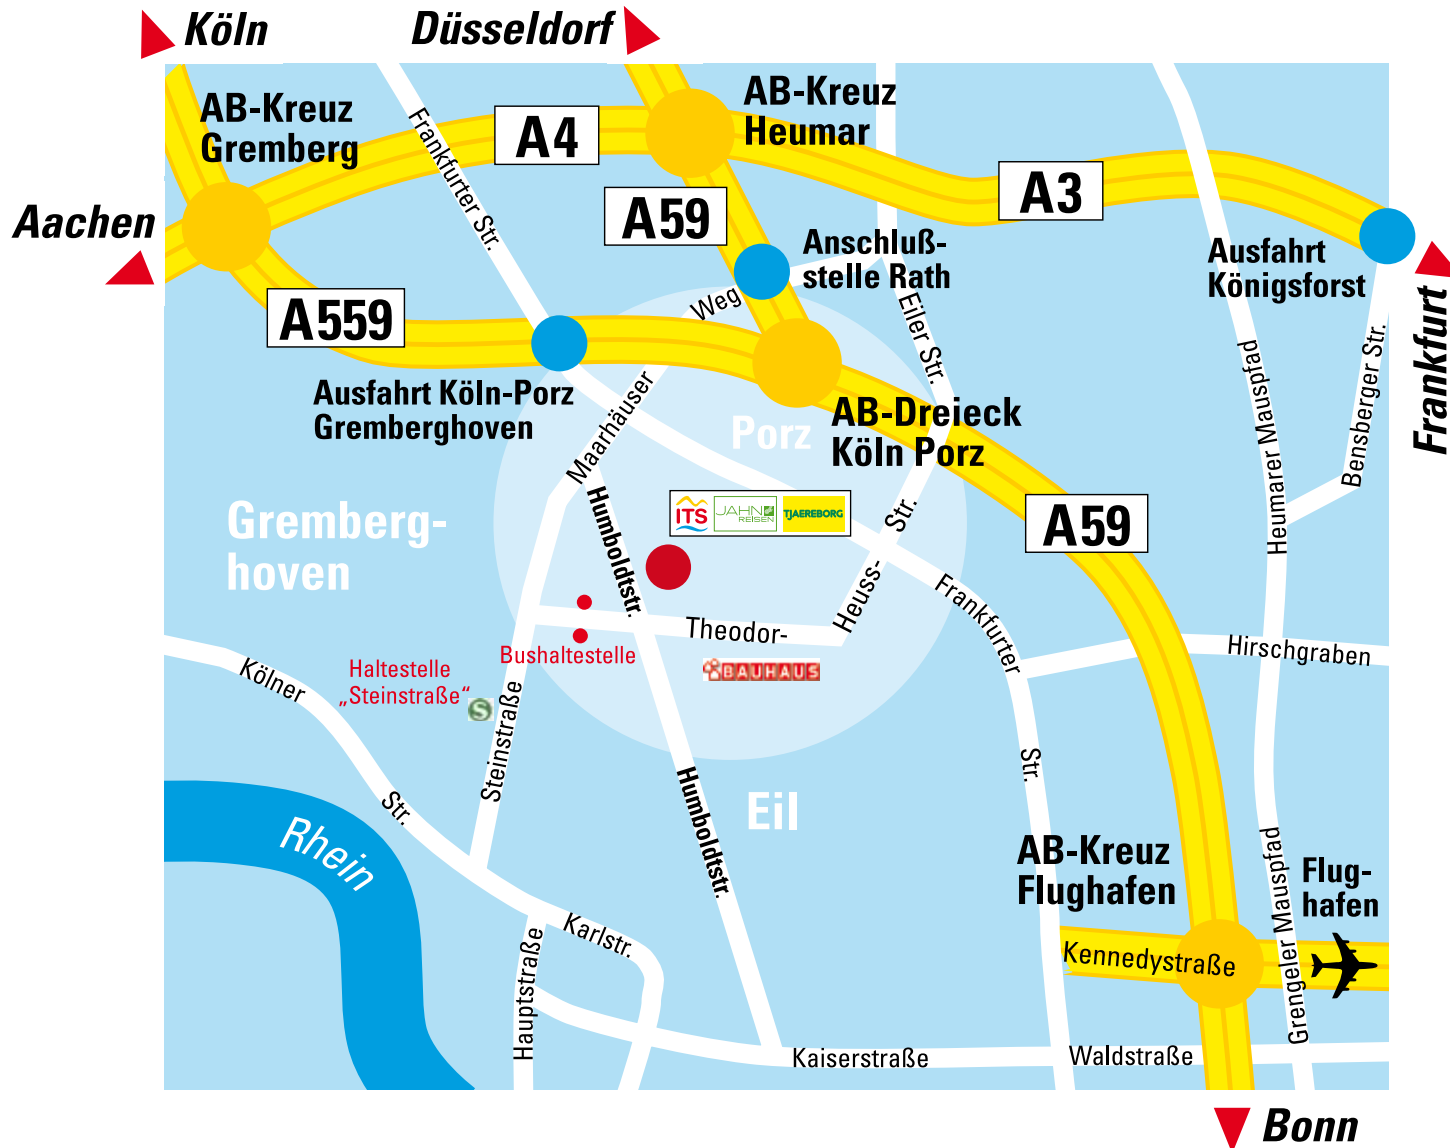 Köln
Düsseldorf
AB-Kreuz
Gremberg
Frankfurter Str.
A4
AB-Kreuz
Heumar
A3
Aachen
A59
Anschluß-
stelle Rath
Ausfahrt
Königsforst
Frankfurt
A559
Weg
Eiler Str.
Heumarer Mauspfad
Bensberger Str.
Ausfahrt Köln-Porz
Gremberghoven
Maarhäuser
Porz
AB-Dreieck
Köln Porz
Gremberg-
hoven
Humboldtstr.
ITS
JAHN
REISEN
TJAEREBORG
Str.
A59
Heuss-
Frankfurter
Theodor-
Hirschgraben
Bushaltestelle
BAUHAUS
Haltestelle
„Steinstraße“
S
Kölner
Steinstraße
Str.
Str.
Humboldtstr.
Eil
Rhein
AB-Kreuz
Flughafen
Flug-
hafen
Grengeler Mauspfad
Karlstr.
Hauptstraße
Kennedystraße
Kaiserstraße
Waldstraße
Bonn